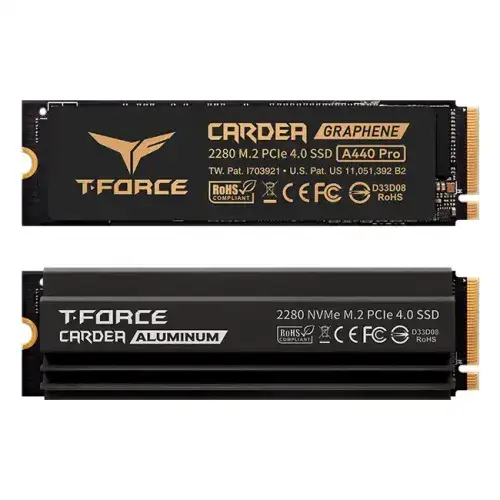 T-FORCE
CARDEA GRAPHENE
2280 M.2 PCIe 4.0 SSD A440 Pro
TW. Pat. I703921 • U.S. Pat. US 11,051,392 B2
RoHS COMPLIANT CE FC D33D08 RoHS
T-FORCE
CARDEA ALUMINUM
2280 NVMe M.2 PCIe 4.0 SSD
RoHS COMPLIANT CE FC D33D08 RoHS